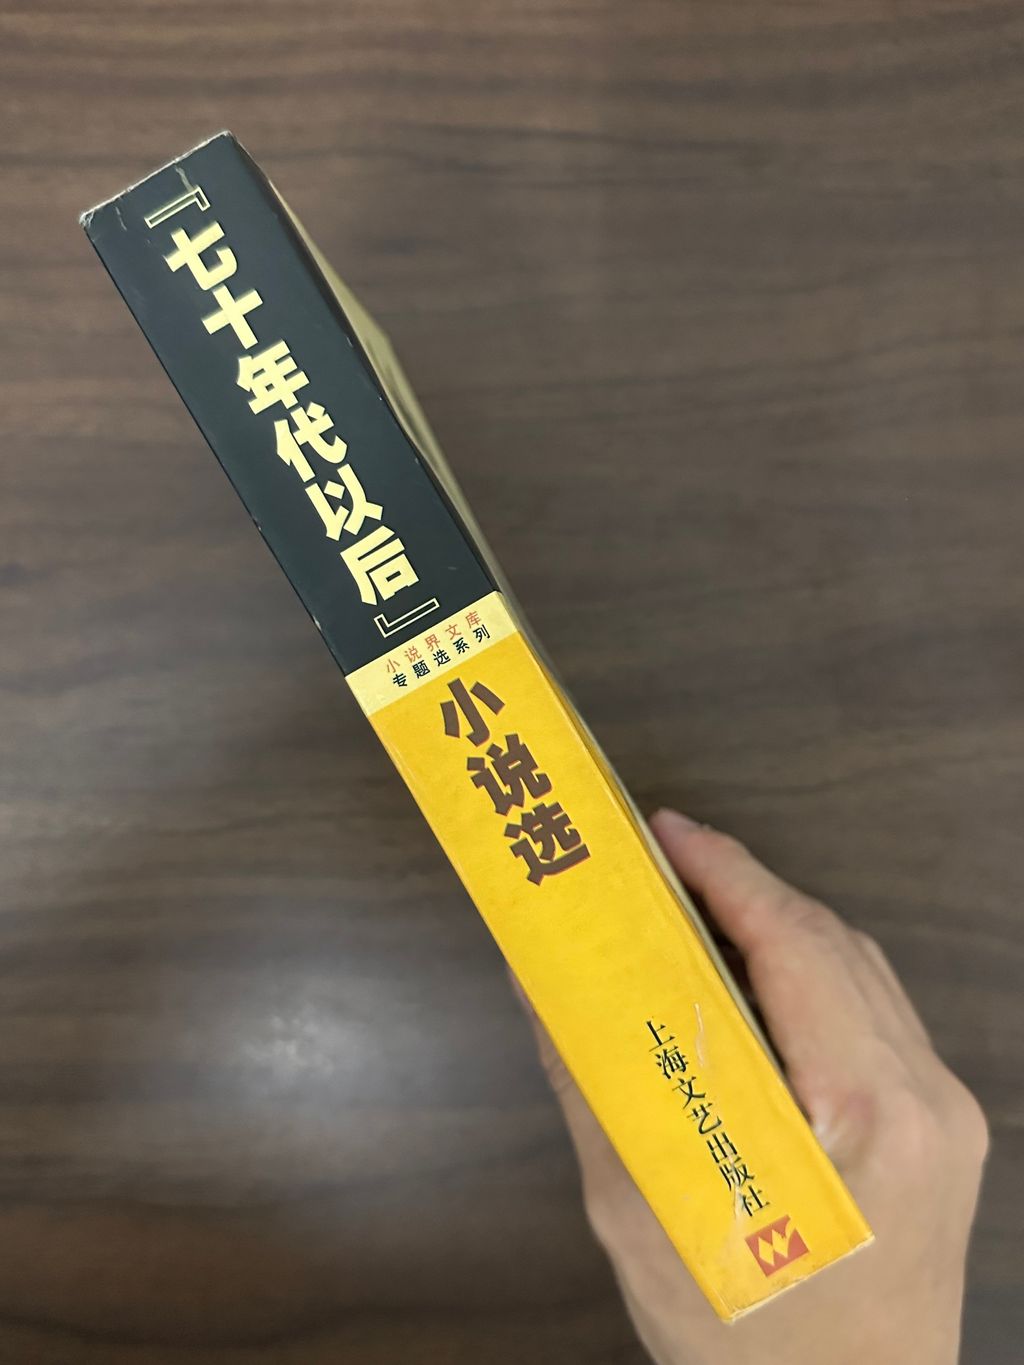 『七十年代以后』
小说界文库
专题选系列
小说选
上海文艺出版社